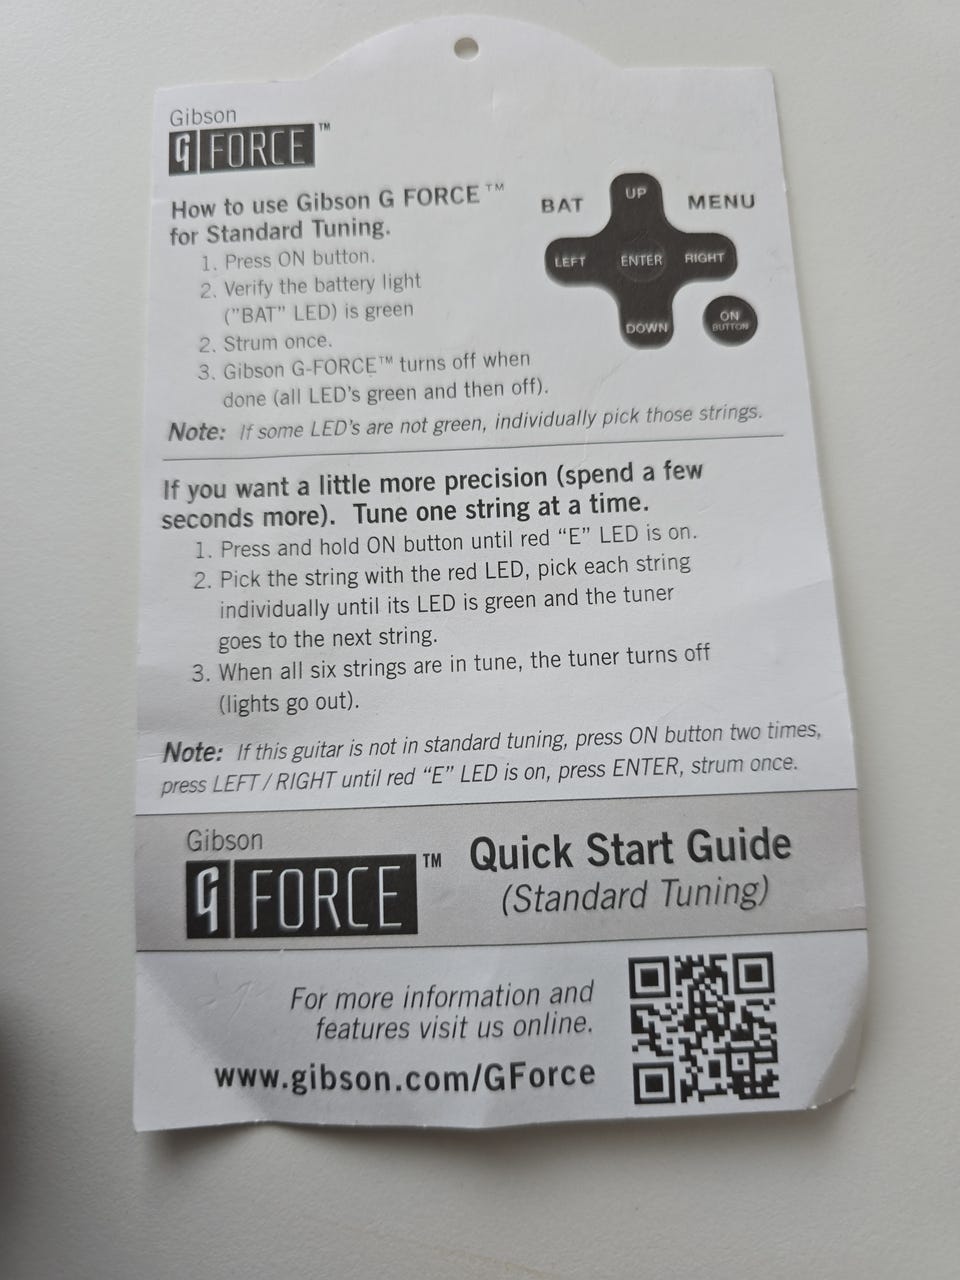 Gibson
G FORCE™
How to use Gibson G FORCE™
for Standard Tuning.
1. Press ON button.
2. Verify the battery light
("BAT" LED) is green
2. Strum once.
3. Gibson G-FORCE™ turns off when
done (all LED's green and then off).
Note: If some LED's are not green, individually pick those strings.
BAT
UP
MENU
LEFT
ENTER
RIGHT
DOWN
ON
BUTTON
If you want a little more precision (spend a few
seconds more). Tune one string at a time.
1. Press and hold ON button until red “E” LED is on.
2. Pick the string with the red LED, pick each string
individually until its LED is green and the tuner
goes to the next string.
3. When all six strings are in tune, the tuner turns off
(lights go out).
Note: If this guitar is not in standard tuning, press ON button two times,
press LEFT / RIGHT until red “E” LED is on, press ENTER, strum once.
Gibson
G FORCE™
Quick Start Guide
(Standard Tuning)
For more information and
features visit us online.
www.gibson.com/GForce